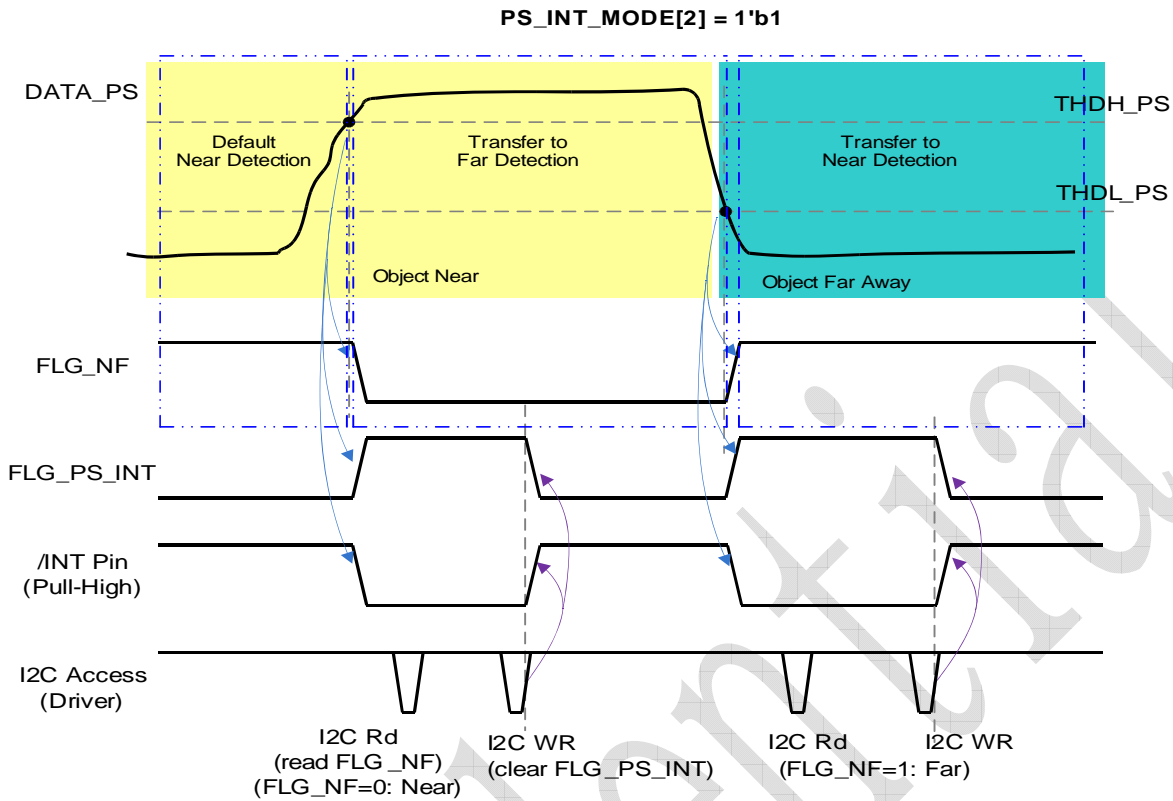 PS_INT_MODE[2] = 1'b1
DATA_PS
THDH_PS
Default
Near Detection
Transfer to
Far Detection
Transfer to
Near Detection
THDL_PS
Object Near
Object Far Away
FLG_NF
FLG_PS_INT
/INT Pin
(Pull-High)
I2C Access
(Driver)
I2C Rd
(read FLG_NF)
(FLG_NF=0: Near)
I2C WR
(clear FLG_PS_INT)
I2C Rd
(FLG_NF=1: Far)
I2C WR
ential